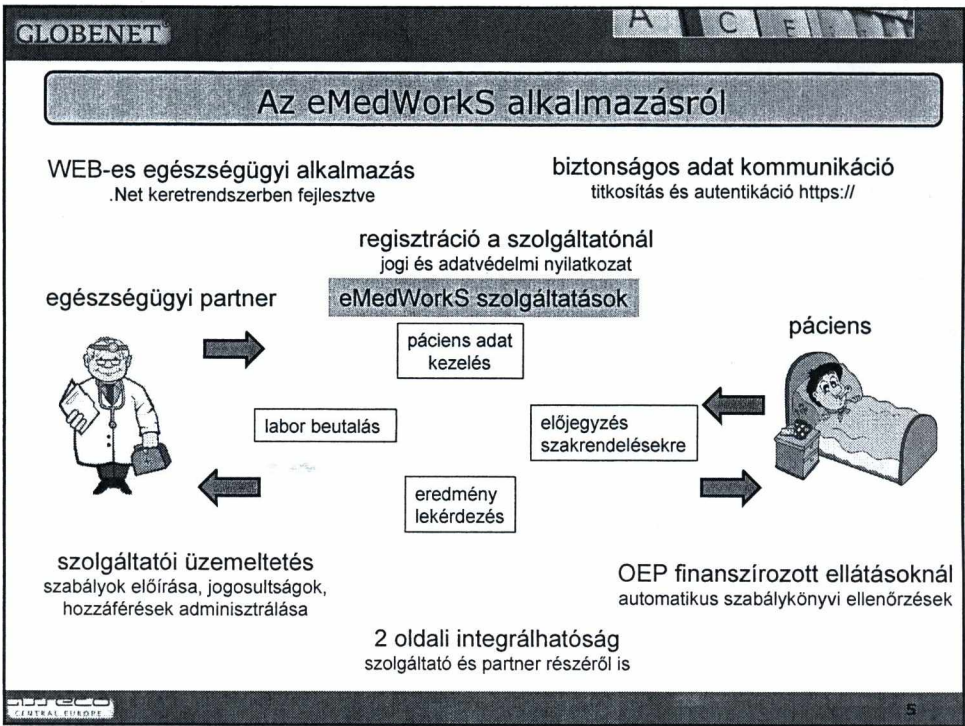 GLOBENET
A C E
Az eMedWorkS alkalmazásról
WEB-es egészségügyi alkalmazás
.Net keretrendszerben fejlesztve
biztonságos adat kommunikáció
titkosítás és autentikáció https://
regisztráció a szolgáltatónál
jogi és adatvédelmi nyilatkozat
egészségügyi partner
eMedWorkS szolgáltatások
páciens
páciens adat
kezelés
labor beutalás
előjegyzés
szakrendelésekre
eredmény
lekérdezés
szolgáltatói üzemeltetés
szabályok előírása, jogosultságok,
hozzáférések adminisztrálása
OEP finanszírozott ellátásoknál
automatikus szabálykönyvi ellenőrzések
2 oldali integrálhatóság
szolgáltató és partner részéről is
CENTRAL EUROPE
5